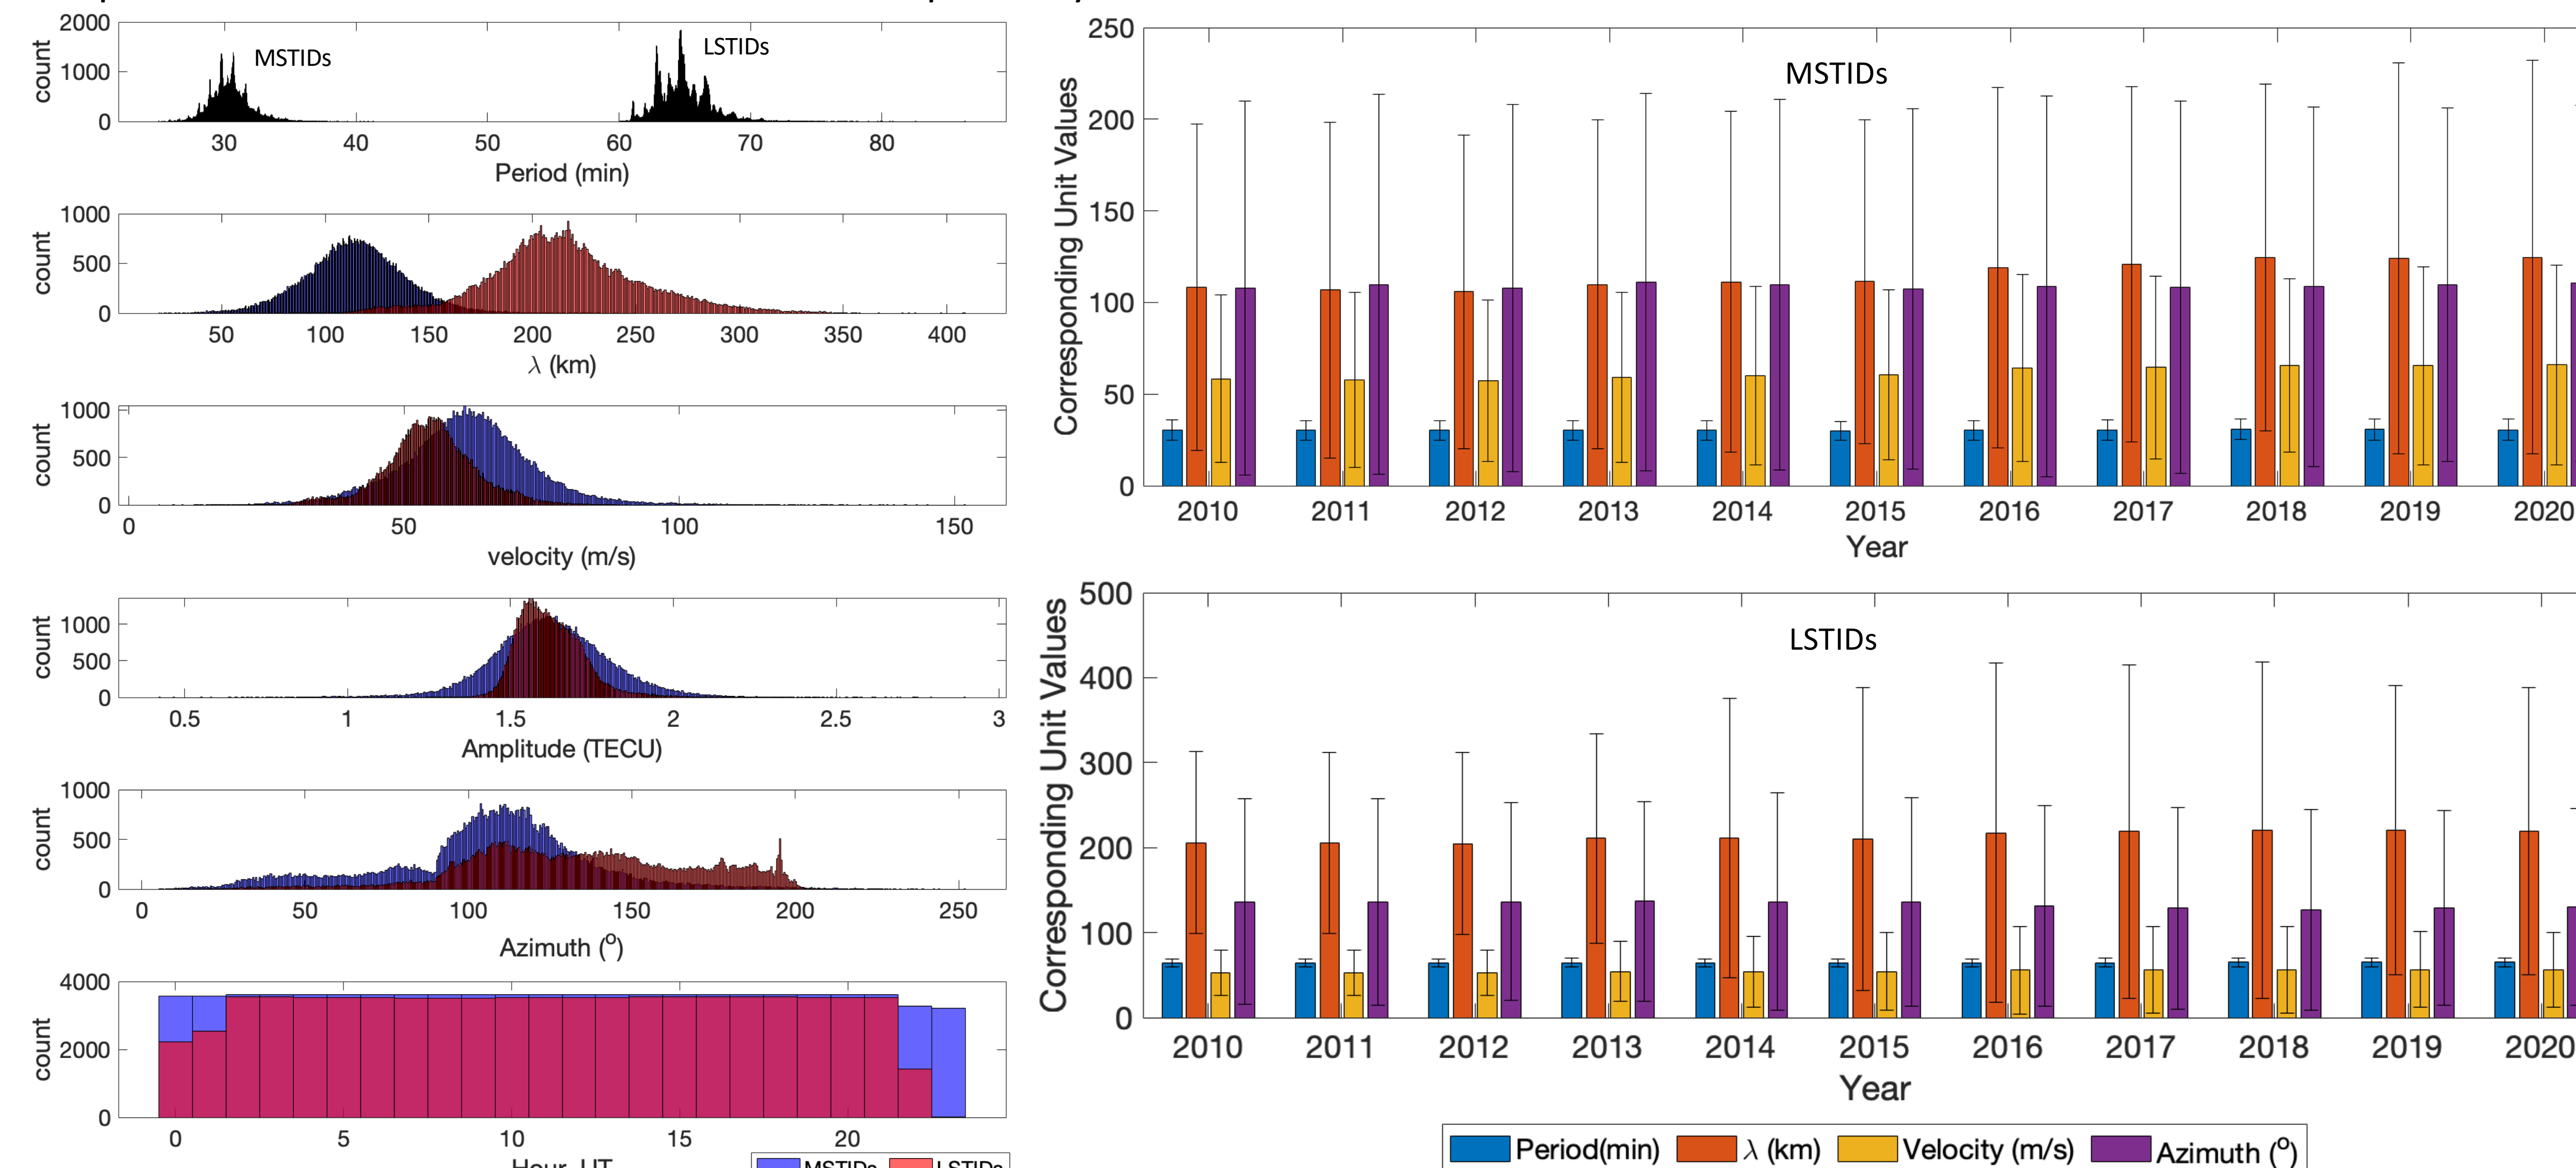 2000
1000
0
count
MSTIDs
LSTIDs
30 40 50 60 70 80
Period (min)
1000
500
0
count
50 100 150 200 250 300 350 400
λ (km)
1000
500
0
count
0 50 100 150
velocity (m/s)
1000
500
0
count
0.5 1 1.5 2 2.5 3
Amplitude (TECU)
1000
500
0
count
0 50 100 150 200 250
Azimuth (o)
4000
2000
0
count
0 5 10 15 20
Hour, UT
MSTIDs LSTIDs
250
200
150
100
50
0
Corresponding Unit Values
MSTIDs
2010 2011 2012 2013 2014 2015 2016 2017 2018 2019 2020
Year
500
400
300
200
100
0
Corresponding Unit Values
LSTIDs
2010 2011 2012 2013 2014 2015 2016 2017 2018 2019 2020
Year
Period(min) λ (km) Velocity (m/s) Azimuth (o)